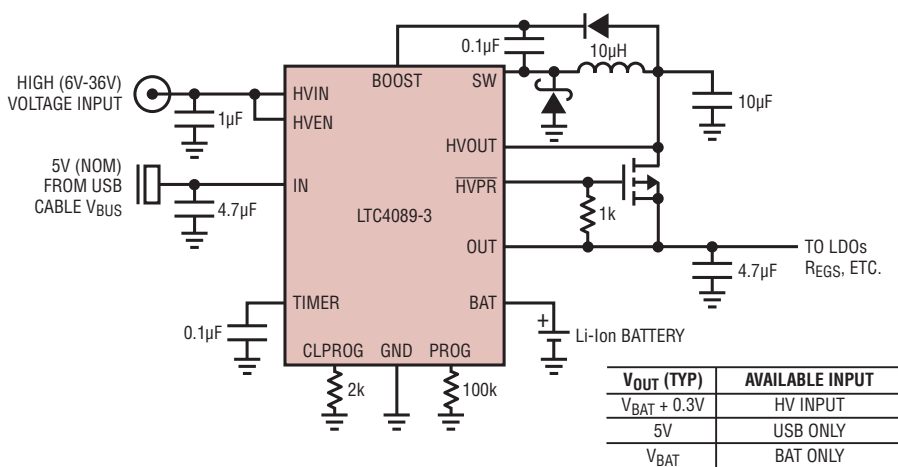 0.1µF
10µH
BOOST
SW
10µF
HIGH (6V-36V)
VOLTAGE INPUT
HVIN
1µF
HVEN
HVOUT
5V (NOM)
FROM USB
CABLE VBUS
IN
HVPR
4.7µF
LTC4089-3
1k
OUT
TO LDOs
REGS, ETC.
4.7µF
TIMER
BAT
0.1µF
+
Li-Ion BATTERY
CLPROG GND PROG
2k
100k
VOUT (TYP) AVAILABLE INPUT
VBAT + 0.3V HV INPUT
5V USB ONLY
VBAT BAT ONLY